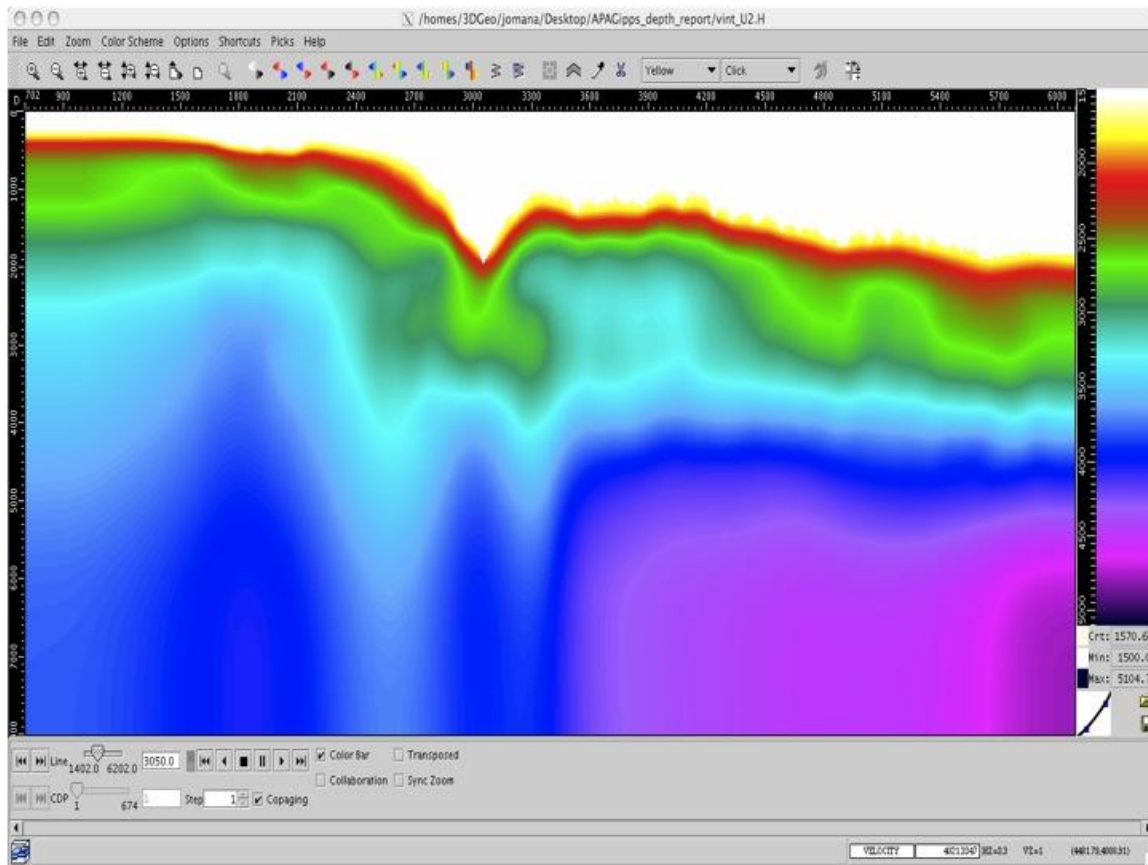 X /homes/3DGeo/jomana/Desktop/APAGipps_depth_report/vint_U2.H
File Edit Zoom Color Scheme Options Shortcuts Picks Help
Yellow Click
D 702 900 1200 1500 1800 2100 2400 2700 3000 3300 3600 3900 4200 4500 4800 5100 5400 5700 6000
0
1000
2000
3000
4000
5000
6000
7000
2000
2500
3000
3500
4000
4500
5000
Crt: 1570.6
Min: 1500.0
Max: 5104.7
Line 1402.0 6202.0 3050.0 Color Bar Transposed
Collaboration Sync Zoom
CDP 1 674 1 Step 1 Copaging
VELOCITY